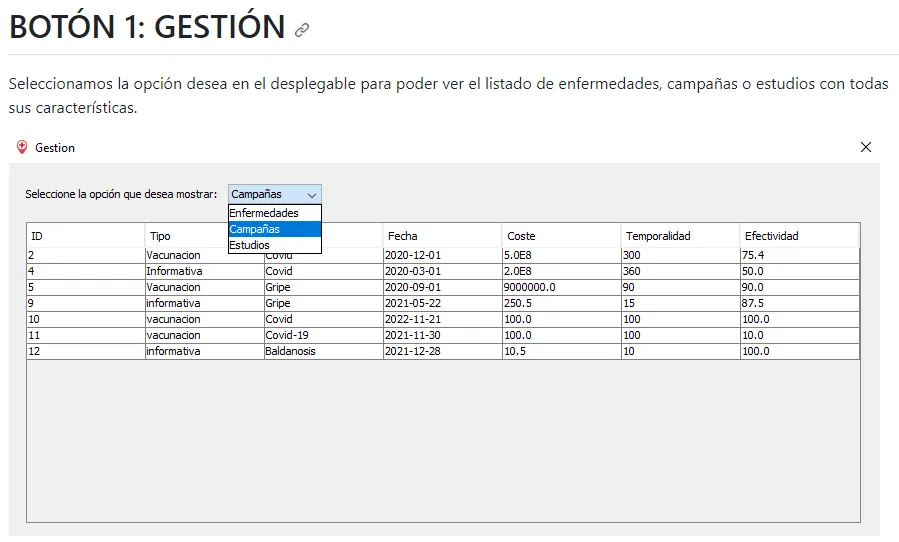 BOTÓN 1: GESTIÓN
Seleccionamos la opción desea en el desplegable para poder ver el listado de enfermedades, campañas o estudios con todas
sus características.
Gestion
Seleccione la opción que desea mostrar: Campañas
Enfermedades
Campañas
Estudios
ID Tipo Fecha Coste Temporalidad Efectividad
2 Vacunacion Covid 2020-12-01 5.0E8 300 75.4
4 Informativa Covid 2020-03-01 2.0E8 360 50.0
5 Vacunacion Gripe 2020-09-01 9000000.0 90 90.0
9 informativa Gripe 2021-05-22 250.5 15 87.5
10 vacunacion Covid 2022-11-21 100.0 100 100.0
11 vacunacion Covid-19 2021-11-30 100.0 100 10.0
12 informativa Baldanosis 2021-12-28 10.5 10 100.0